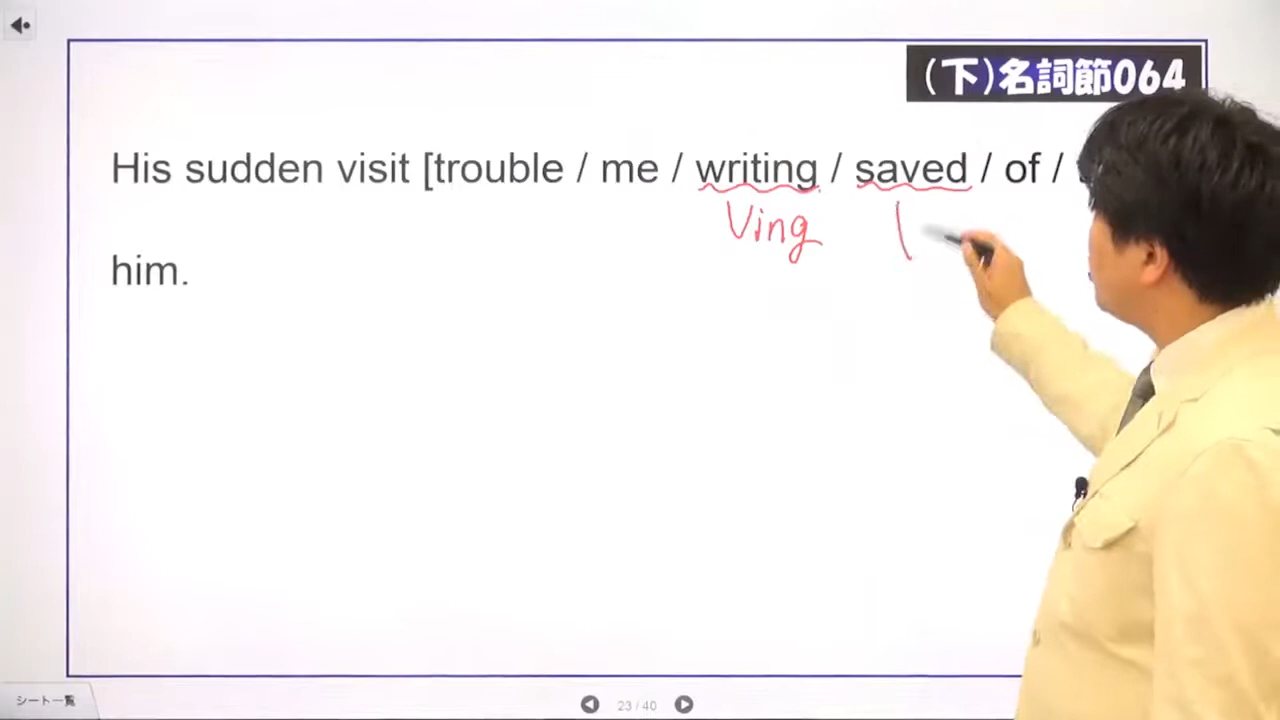 (下)名詞節064
His sudden visit [trouble / me / writing / saved / of /
Ving
him.
シート一覧
23 / 40